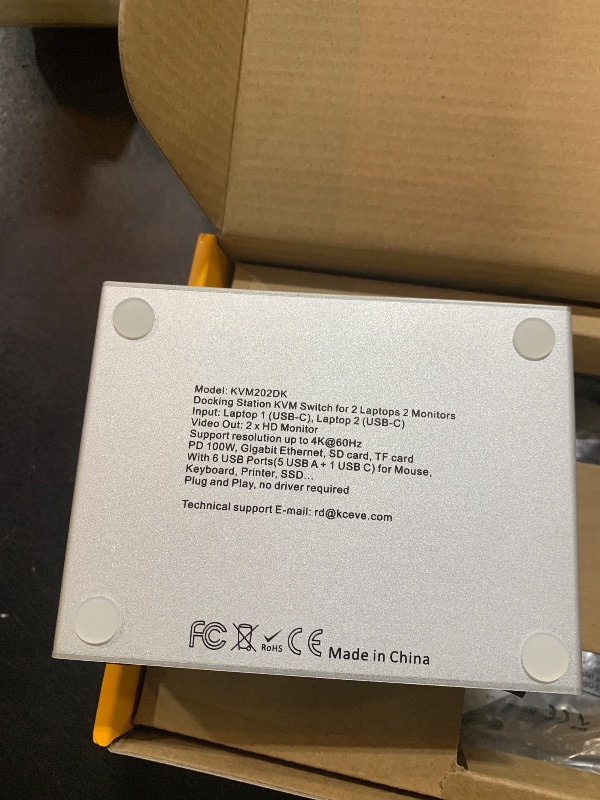 Model: KVM202DK
Docking Station KVM Switch for 2 Laptops 2 Monitors
Input: Laptop 1 (USB-C), Laptop 2 (USB-C)
Video Out: 2 x HD Monitor
Support resolution up to 4K@60Hz
PD 100W, Gigabit Ethernet, SD card, TF card
With 6 USB Ports(5 USB A + 1 USB C) for Mouse,
Keyboard, Printer, SSD...
Plug and Play, no driver required
Technical support E-mail: rd@kceve.com
FC RoHS CE Made in China